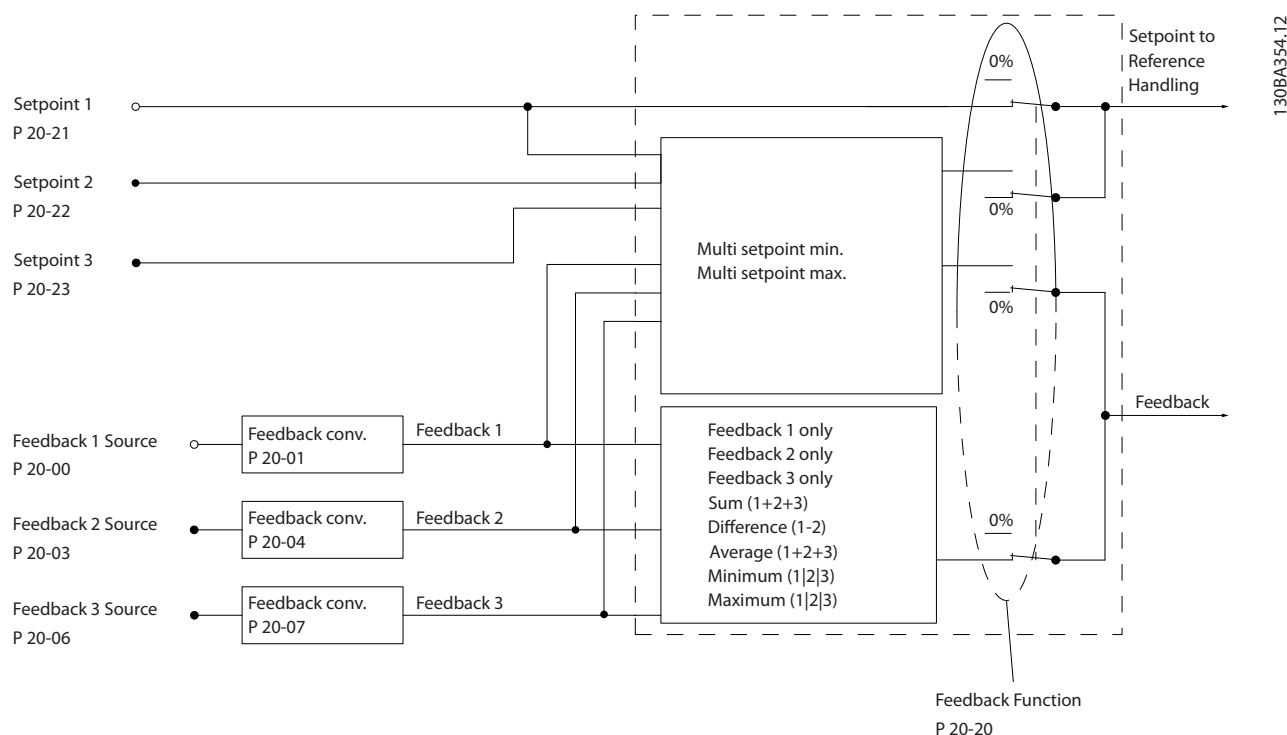 130BA354.12
Setpoint to
Reference
Handling
0%
Setpoint 1
P 20-21
Setpoint 2
P 20-22
0%
Setpoint 3
P 20-23
Multi setpoint min.
Multi setpoint max.
0%
Feedback
Feedback 1 Source
P 20-00
Feedback conv.
P 20-01
Feedback 1
Feedback 2 Source
P 20-03
Feedback conv.
P 20-04
Feedback 2
Feedback 3 Source
P 20-06
Feedback conv.
P 20-07
Feedback 3
Feedback 1 only
Feedback 2 only
Feedback 3 only
Sum (1+2+3)
Difference (1-2)
Average (1+2+3)
Minimum (1|2|3)
Maximum (1|2|3)
0%
Feedback Function
P 20-20